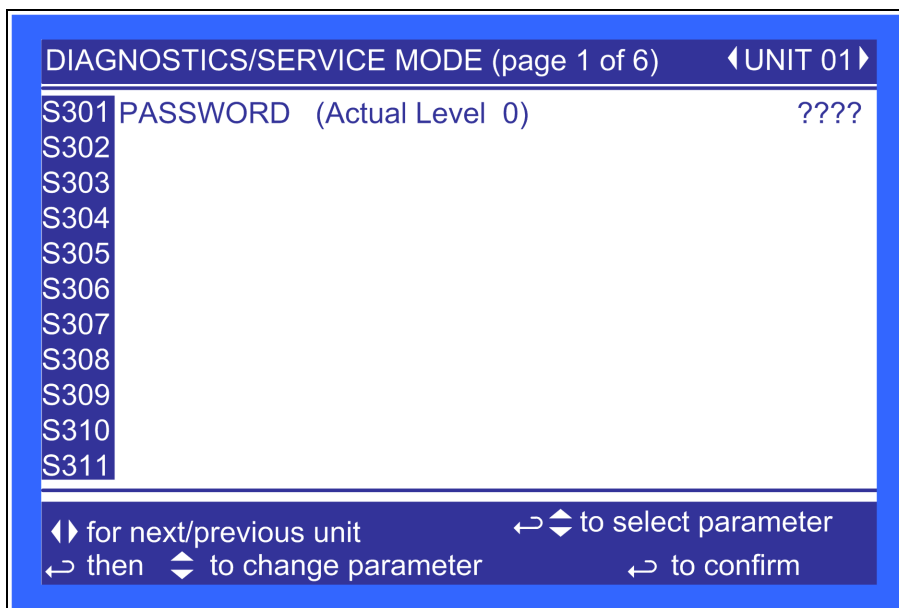 DIAGNOSTICS/SERVICE MODE (page 1 of 6) UNIT 01
S301 PASSWORD (Actual Level 0) ????
S302
S303
S304
S305
S306
S307
S308
S309
S310
S311
for next/previous unit to select parameter
then to change parameter to confirm